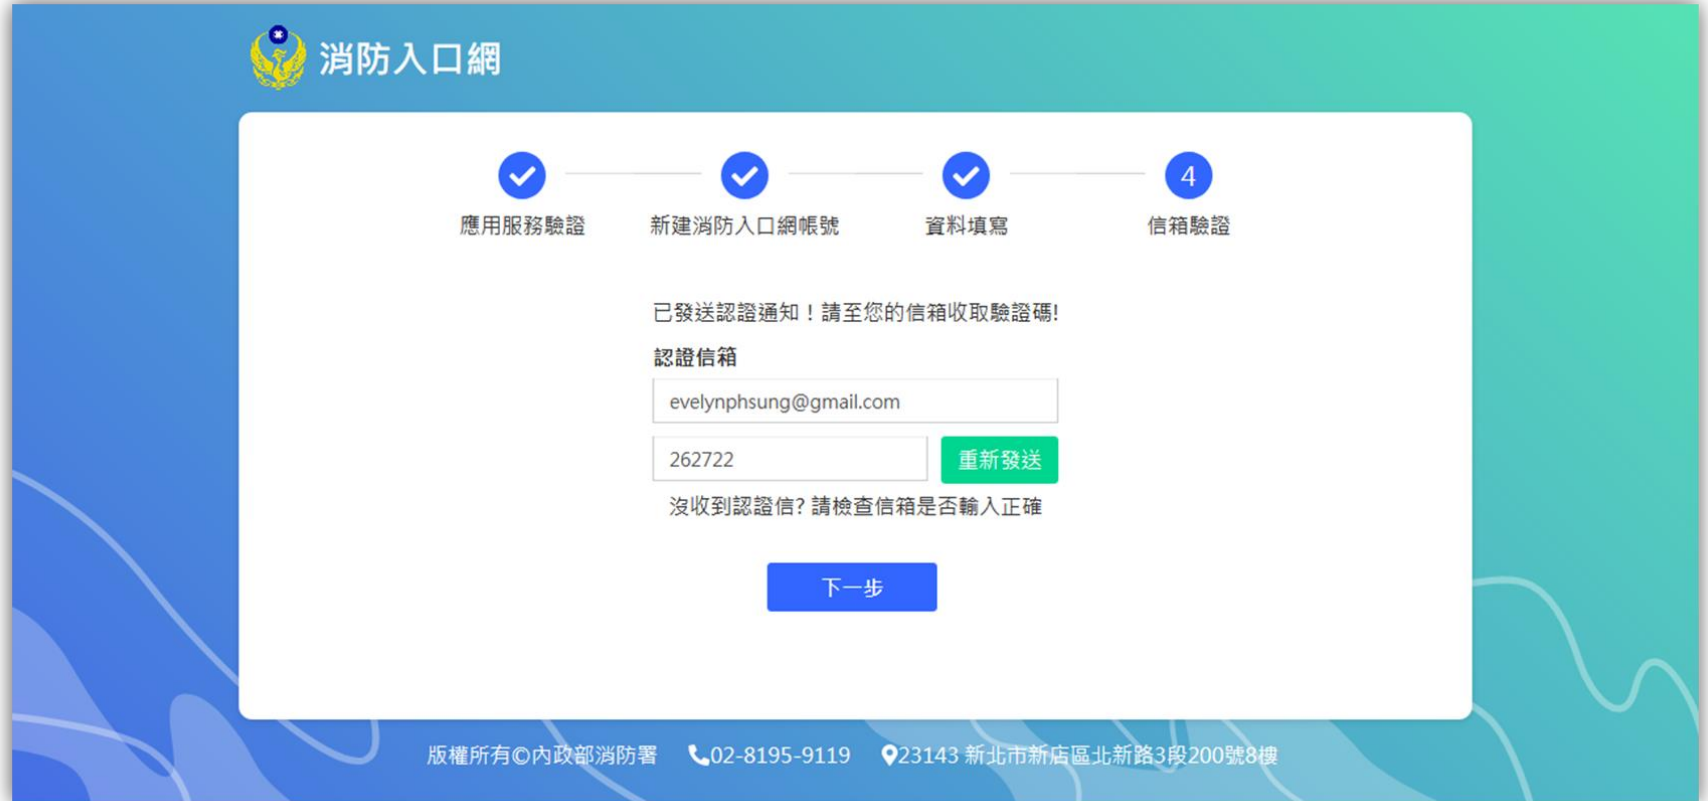 消防入口網
4
應用服務驗證 新建消防入口網帳號 資料填寫 信箱驗證
已發送認證通知！請至您的信箱收取驗證碼!
認證信箱
evelynphsung@gmail.com
262722 重新發送
沒收到認證信? 請檢查信箱是否輸入正確
下一步
版權所有©內政部消防署 02-8195-9119 23143 新北市新店區北新路3段200號8樓